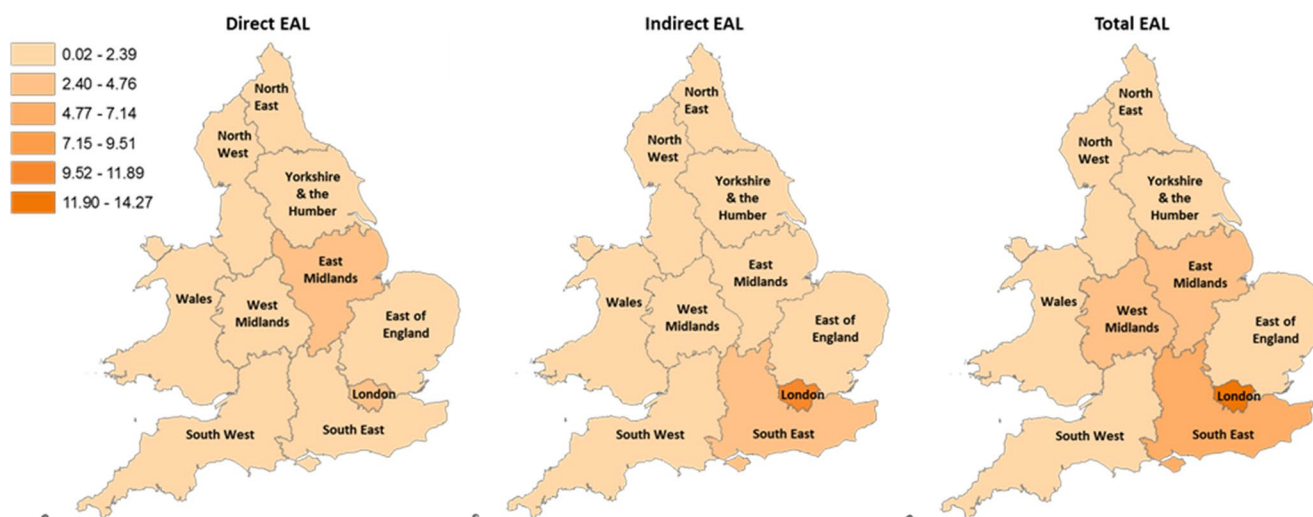 Direct EAL
Indirect EAL
Total EAL
0.02 - 2.39
2.40 - 4.76
4.77 - 7.14
7.15 - 9.51
9.52 - 11.89
11.90 - 14.27
North
East
North
West
Yorkshire
& the
Humber
East
Midlands
Wales
West
Midlands
East of
England
London
South West
South East
North
East
North
West
Yorkshire
& the
Humber
East
Midlands
Wales
West
Midlands
East of
England
London
South West
South East
North
East
North
West
Yorkshire
& the
Humber
East
Midlands
Wales
West
Midlands
East of
England
London
South West
South East